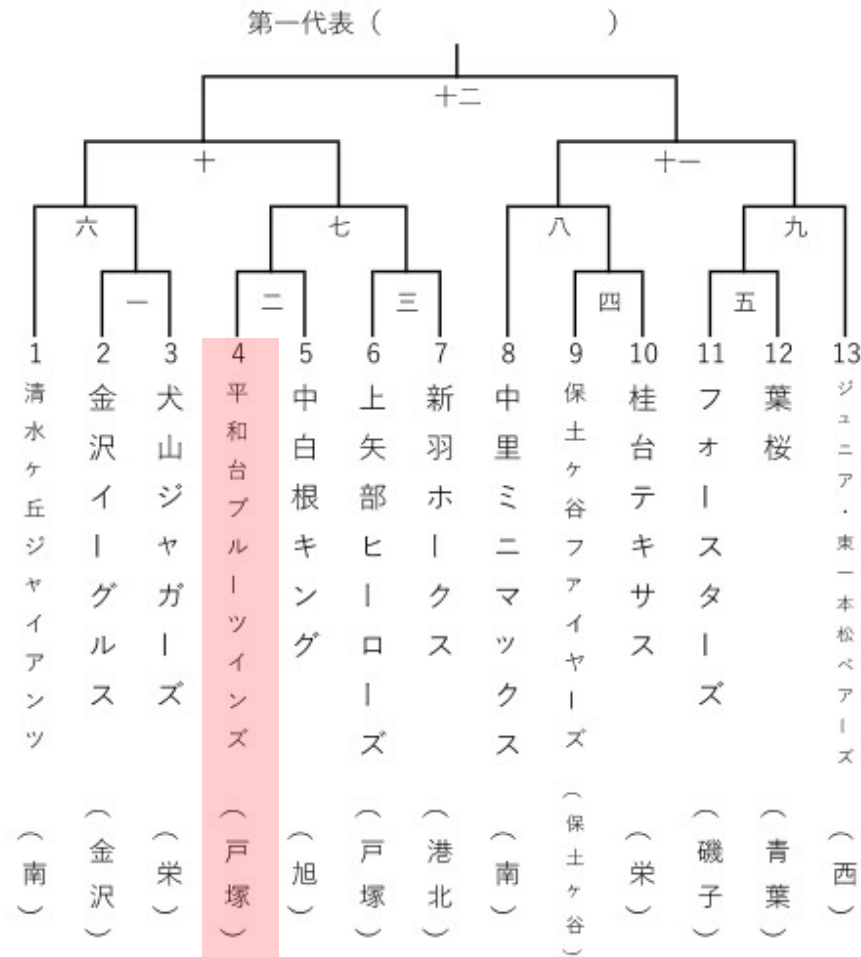 第一代表（　　　　　　　　）
十二
十
十一
六
七
八
九
一
二
三
四
五
1
2
3
4
5
6
7
8
9
10
11
12
13
清水ケ丘ジャイアンツ（南）
金沢イーグルス（金沢）
犬山ジャガーズ（栄）
平和台ブルーツインズ（戸塚）
中白根キング（旭）
上矢部ヒーローズ（戸塚）
新羽ホークス（港北）
中里ミニマックス（南）
保土ケ谷ファイヤーズ（保土ケ谷）
桂台テキサス（栄）
フォースターズ（磯子）
葉桜（青葉）
ジュニア・東一本松ベアーズ（西）